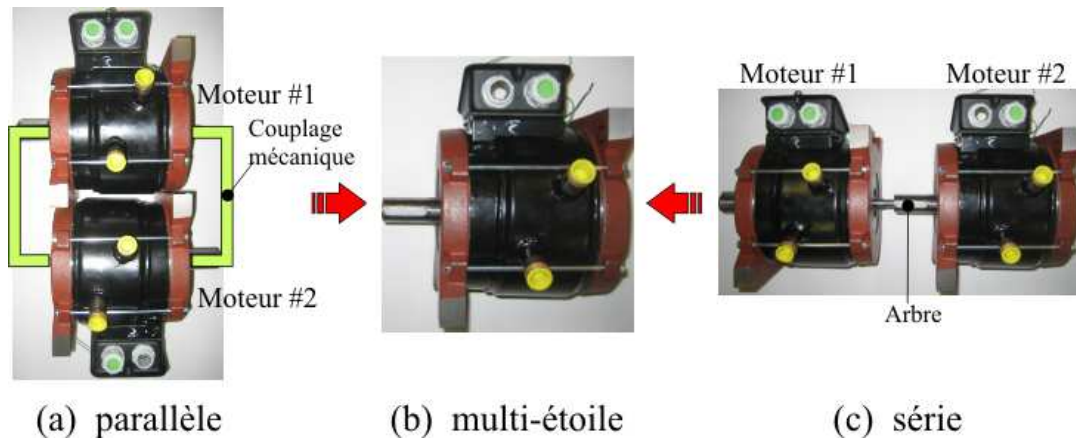 Moteur #1
Couplage
mécanique
Moteur #2
Moteur #1
Moteur #2
Arbre
(a) parallèle
(b) multi-étoile
(c) série